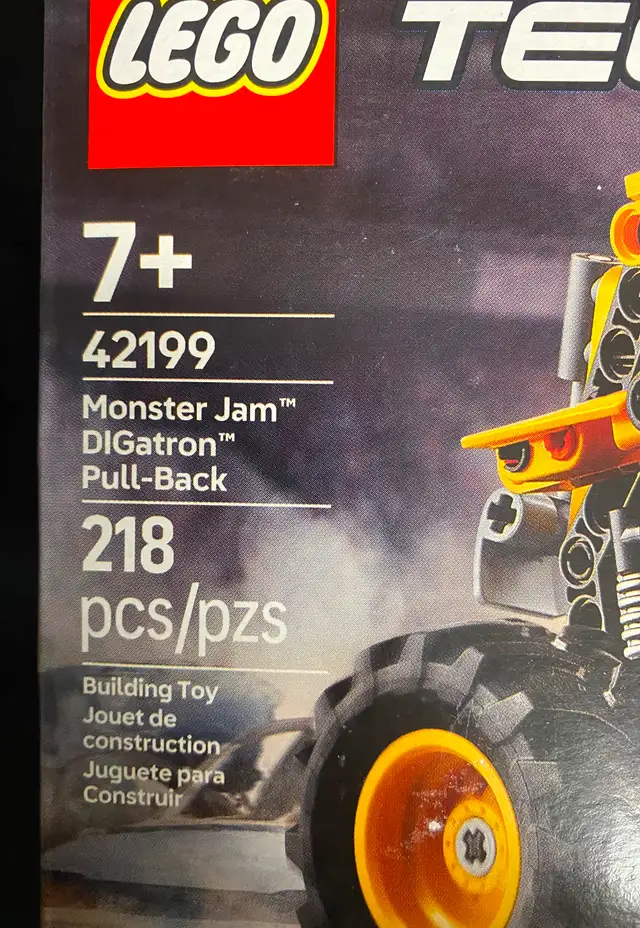 LEGO
TE
7+
42199
Monster Jam™
DIGatron™
Pull-Back
218
pcs/pzs
Building Toy
Jouet de
construction
Juguete para
Construir